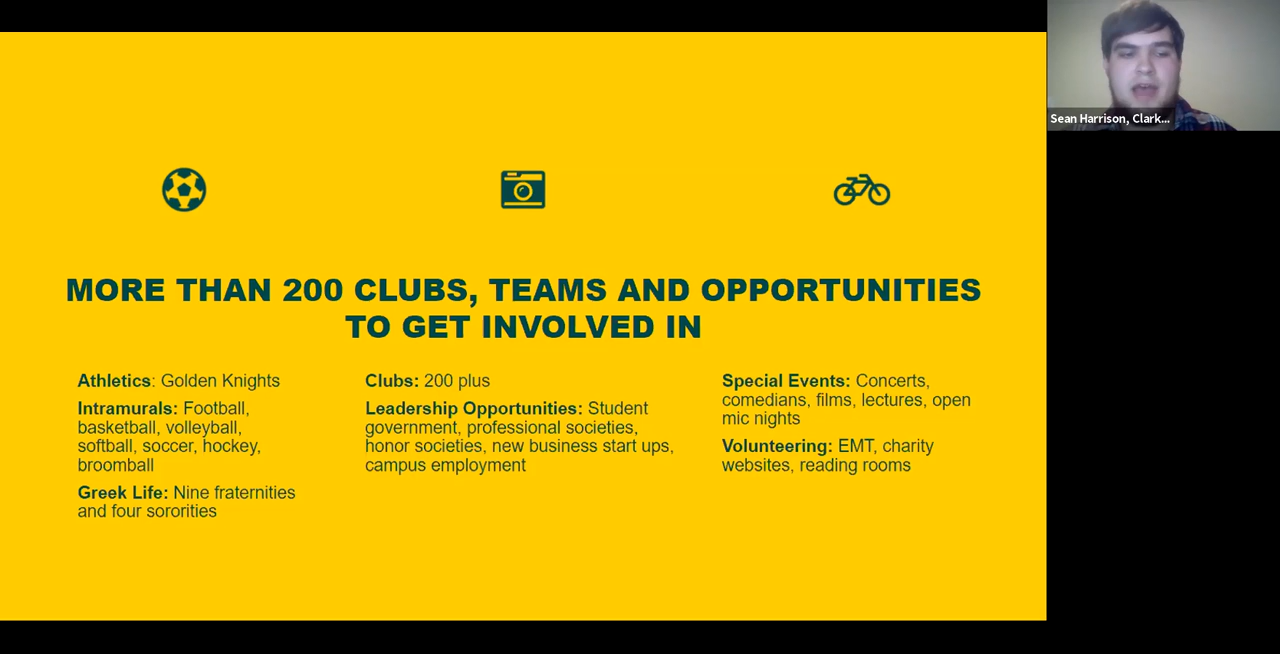 MORE THAN 200 CLUBS, TEAMS AND OPPORTUNITIES
TO GET INVOLVED IN
Athletics: Golden Knights
Intramurals: Football,
basketball, volleyball,
softball, soccer, hockey,
broomball
Greek Life: Nine fraternities
and four sororities
Clubs: 200 plus
Leadership Opportunities: Student
government, professional societies,
honor societies, new business start ups,
campus employment
Special Events: Concerts,
comedians, films, lectures, open
mic nights
Volunteering: EMT, charity
websites, reading rooms
Sean Harrison, Clark...